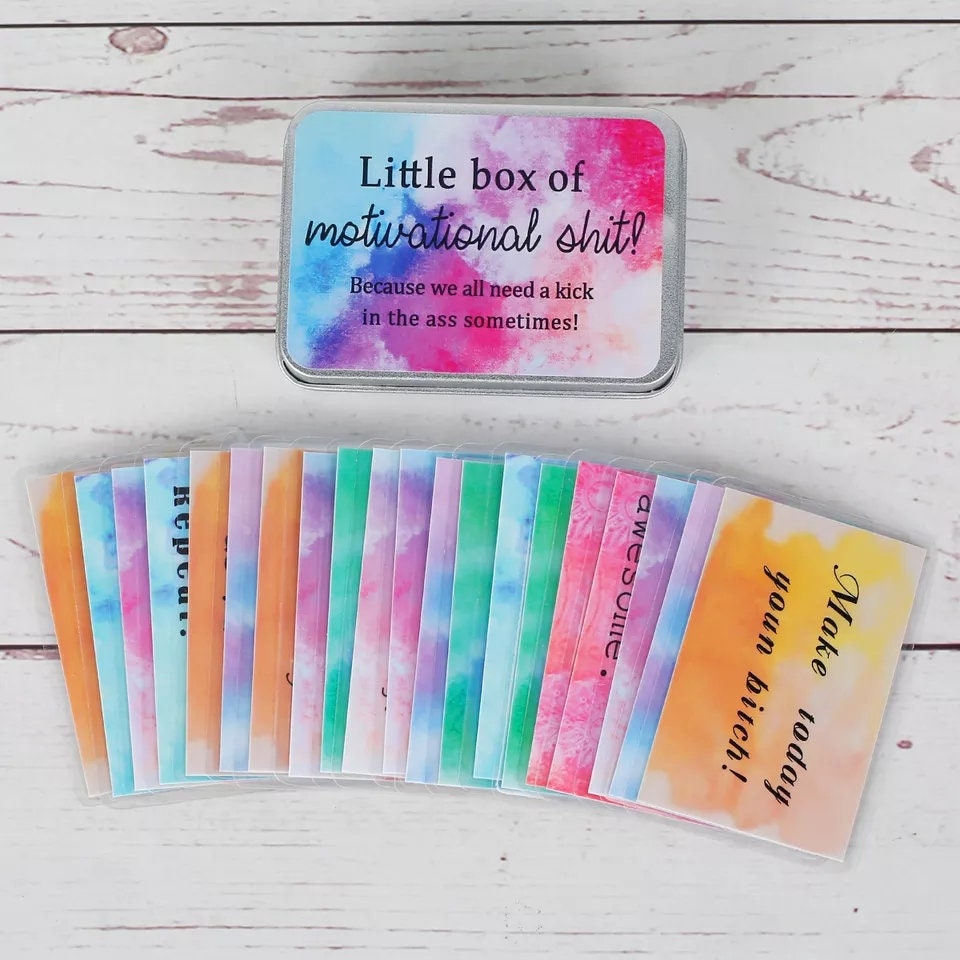 Little box of
motivational shit!
Because we all need a kick
in the ass sometimes!
Repeat.
awesome.
Make today
youn bitch!